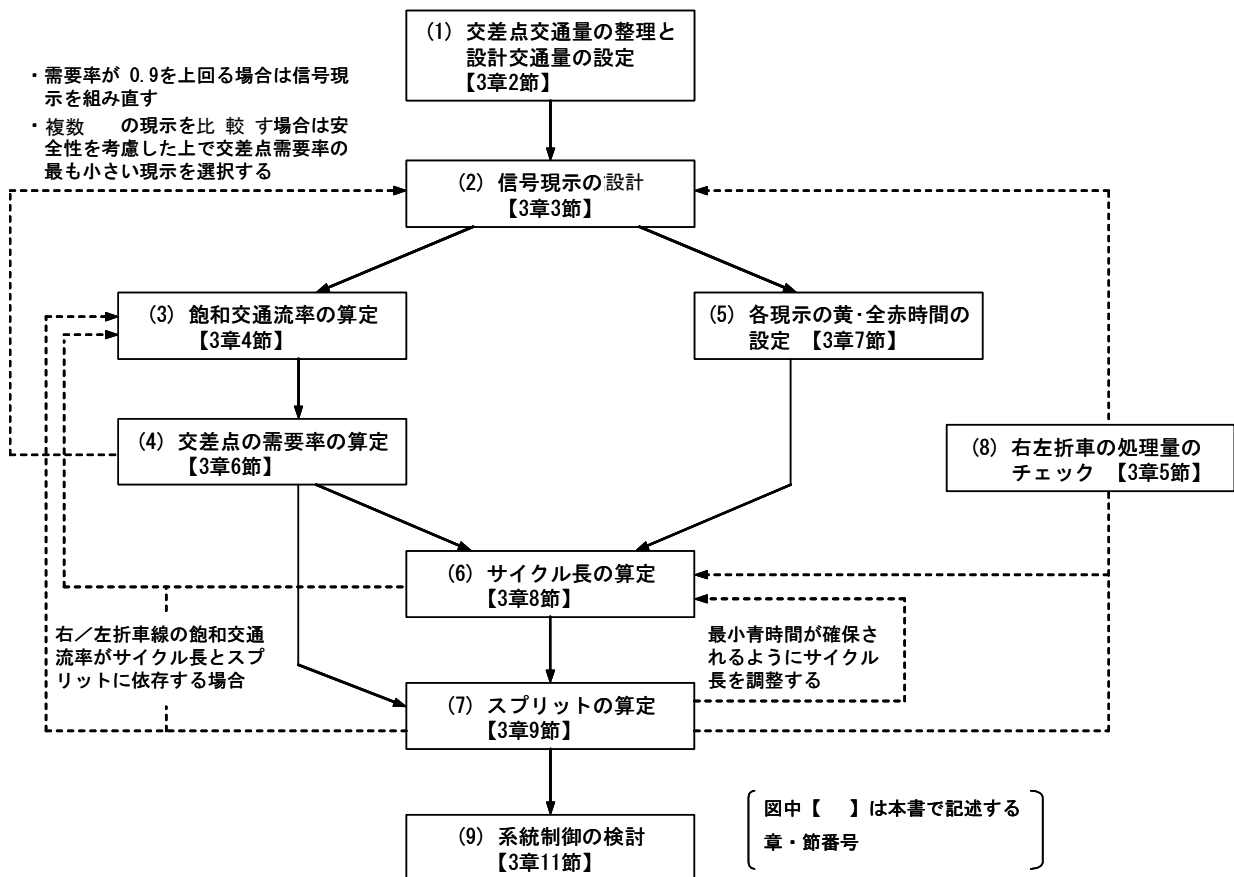 (1) 交差点交通量の整理と
設計交通量の設定
【3章2節】
・需要率が 0.9を上回る場合は信号現
示を組み直す
・複数 の現示を比 較 す場合は安
全性を考慮した上で交差点需要率の
最も小さい現示を選択する
(2) 信号現示の設計
【3章3節】
(3) 飽和交通流率の算定
【3章4節】
(5) 各現示の黄・全赤時間の
設定 【3章7節】
(4) 交差点の需要率の算定
【3章6節】
(8) 右左折車の処理量の
チェック 【3章5節】
(6) サイクル長の算定
【3章8節】
右／左折車線の飽和交通
流率がサイクル長とスプ
リットに依存する場合
最小青時間が確保さ
れるようにサイクル
長を調整する
(7) スプリットの算定
【3章9節】
(9) 系統制御の検討
【3章11節】
図中【 】は本書で記述する
章・節番号